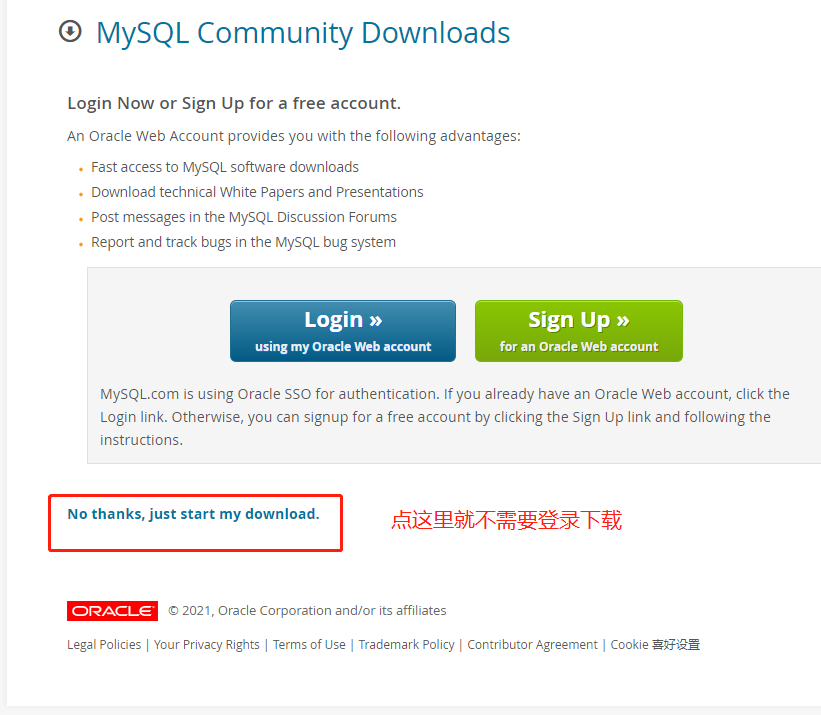 MySQL Community Downloads
Login Now or Sign Up for a free account.
An Oracle Web Account provides you with the following advantages:
Fast access to MySQL software downloads
Download technical White Papers and Presentations
Post messages in the MySQL Discussion Forums
Report and track bugs in the MySQL bug system
Login »
using my Oracle Web account
Sign Up »
for an Oracle Web account
MySQL.com is using Oracle SSO for authentication. If you already have an Oracle Web account, click the
Login link. Otherwise, you can signup for a free account by clicking the Sign Up link and following the
instructions.
No thanks, just start my download.
点这里就不需要登录下载
ORACLE © 2021, Oracle Corporation and/or its affiliates
Legal Policies | Your Privacy Rights | Terms of Use | Trademark Policy | Contributor Agreement | Cookie 喜好设置